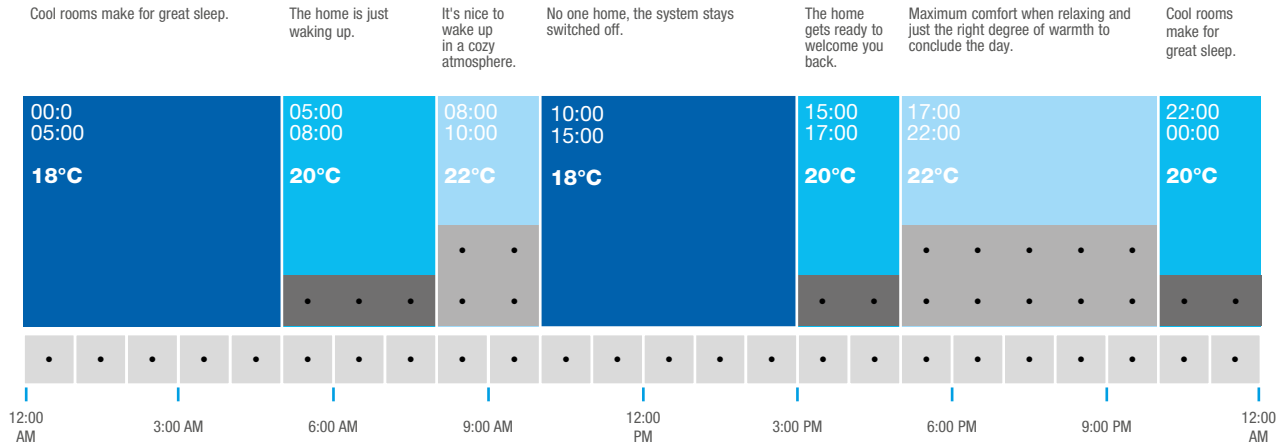 Cool rooms make for great sleep.
The home is just
waking up.
It's nice to
wake up
in a cozy
atmosphere.
No one home, the system stays
switched off.
The home
gets ready to
welcome you
back.
Maximum comfort when relaxing and
just the right degree of warmth to
conclude the day.
Cool rooms
make for
great sleep.
00:0
05:00
18°C
05:00
08:00
20°C
08:00
10:00
22°C
10:00
15:00
18°C
15:00
17:00
20°C
17:00
22:00
22°C
22:00
00:00
20°C
12:00
AM
3:00 AM
6:00 AM
9:00 AM
12:00
PM
3:00 PM
6:00 PM
9:00 PM
12:00
AM